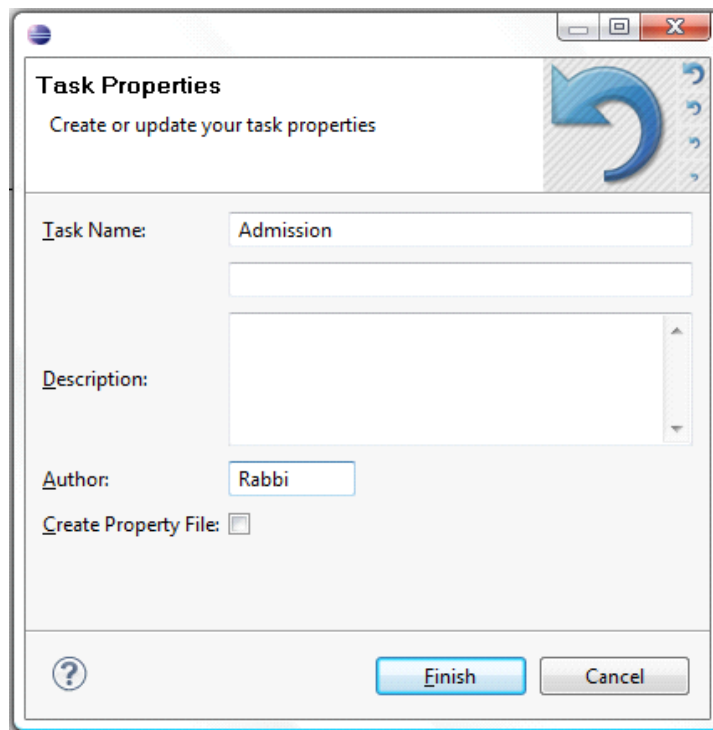 Task Properties
Create or update your task properties
Task Name: Admission
Description:
Author: Rabbi
Create Property File:
Finish Cancel